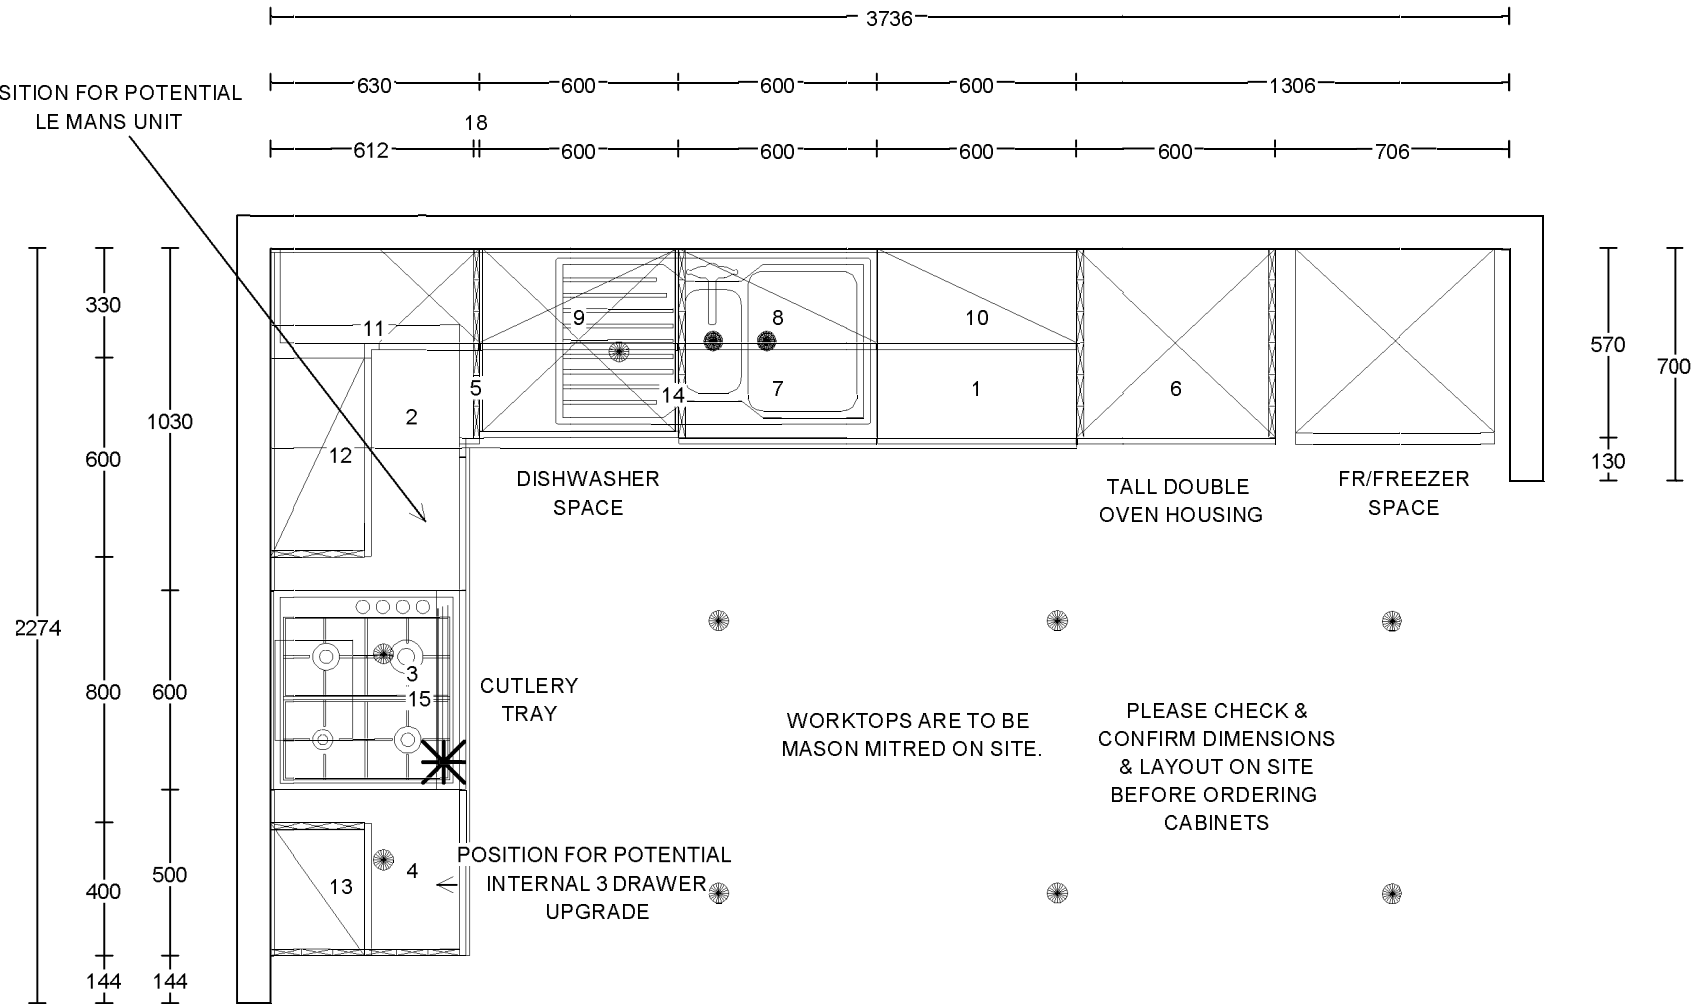 3736
630 600 600 600 1306
SITION FOR POTENTIAL
LE MANS UNIT
18
612 600 600 600 600 706
330
11
9
8
10
570
700
5
14
7
1
6
2
1030
600
12
130
DISHWASHER
SPACE
TALL DOUBLE
OVEN HOUSING
FR/FREEZER
SPACE
2274
800
600
3
15
CUTLERY
TRAY
WORKTOPS ARE TO BE
MASON MITRED ON SITE.
PLEASE CHECK &
CONFIRM DIMENSIONS
& LAYOUT ON SITE
BEFORE ORDERING
CABINETS
400
500
13
4
POSITION FOR POTENTIAL
INTERNAL 3 DRAWER
UPGRADE
144
144